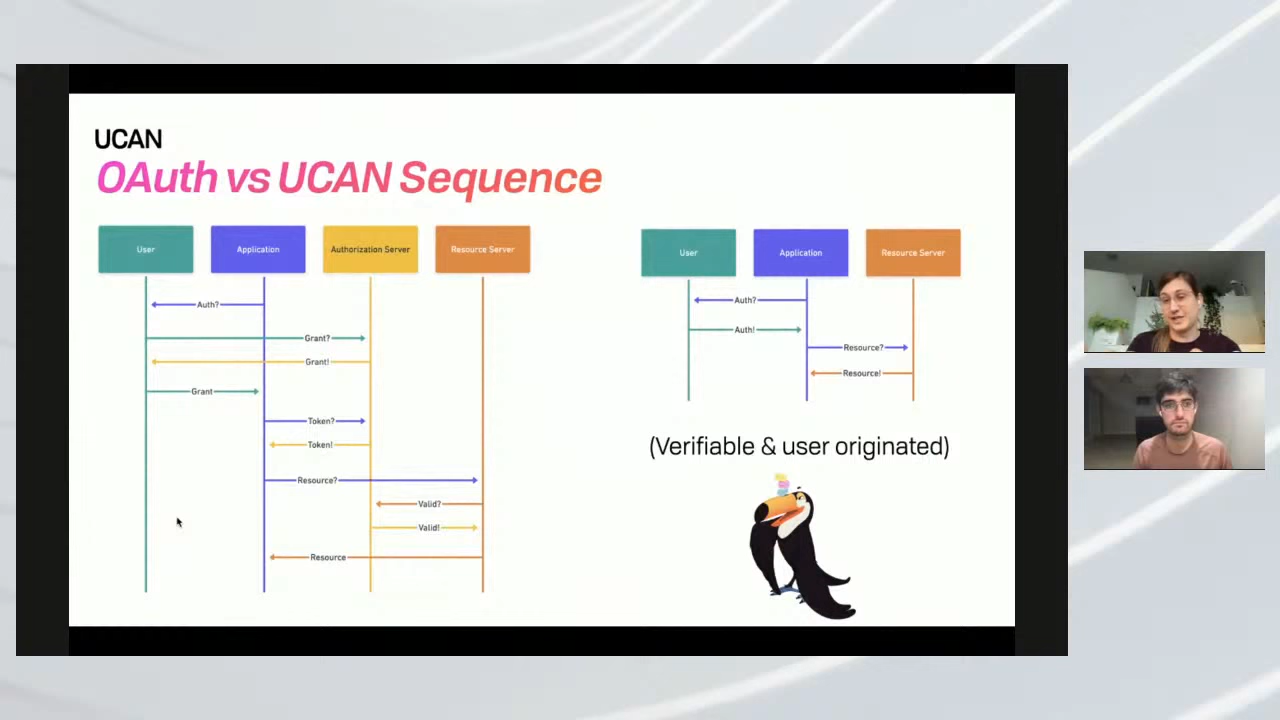 UCAN
OAuth vs UCAN Sequence
User
Application
Authorization Server
Resource Server
Auth?
Grant?
Grant!
Grant
Token?
Token!
Resource?
Valid?
Valid!
Resource
User
Application
Resource Server
Auth?
Auth!
Resource?
Resource!
(Verifiable & user originated)